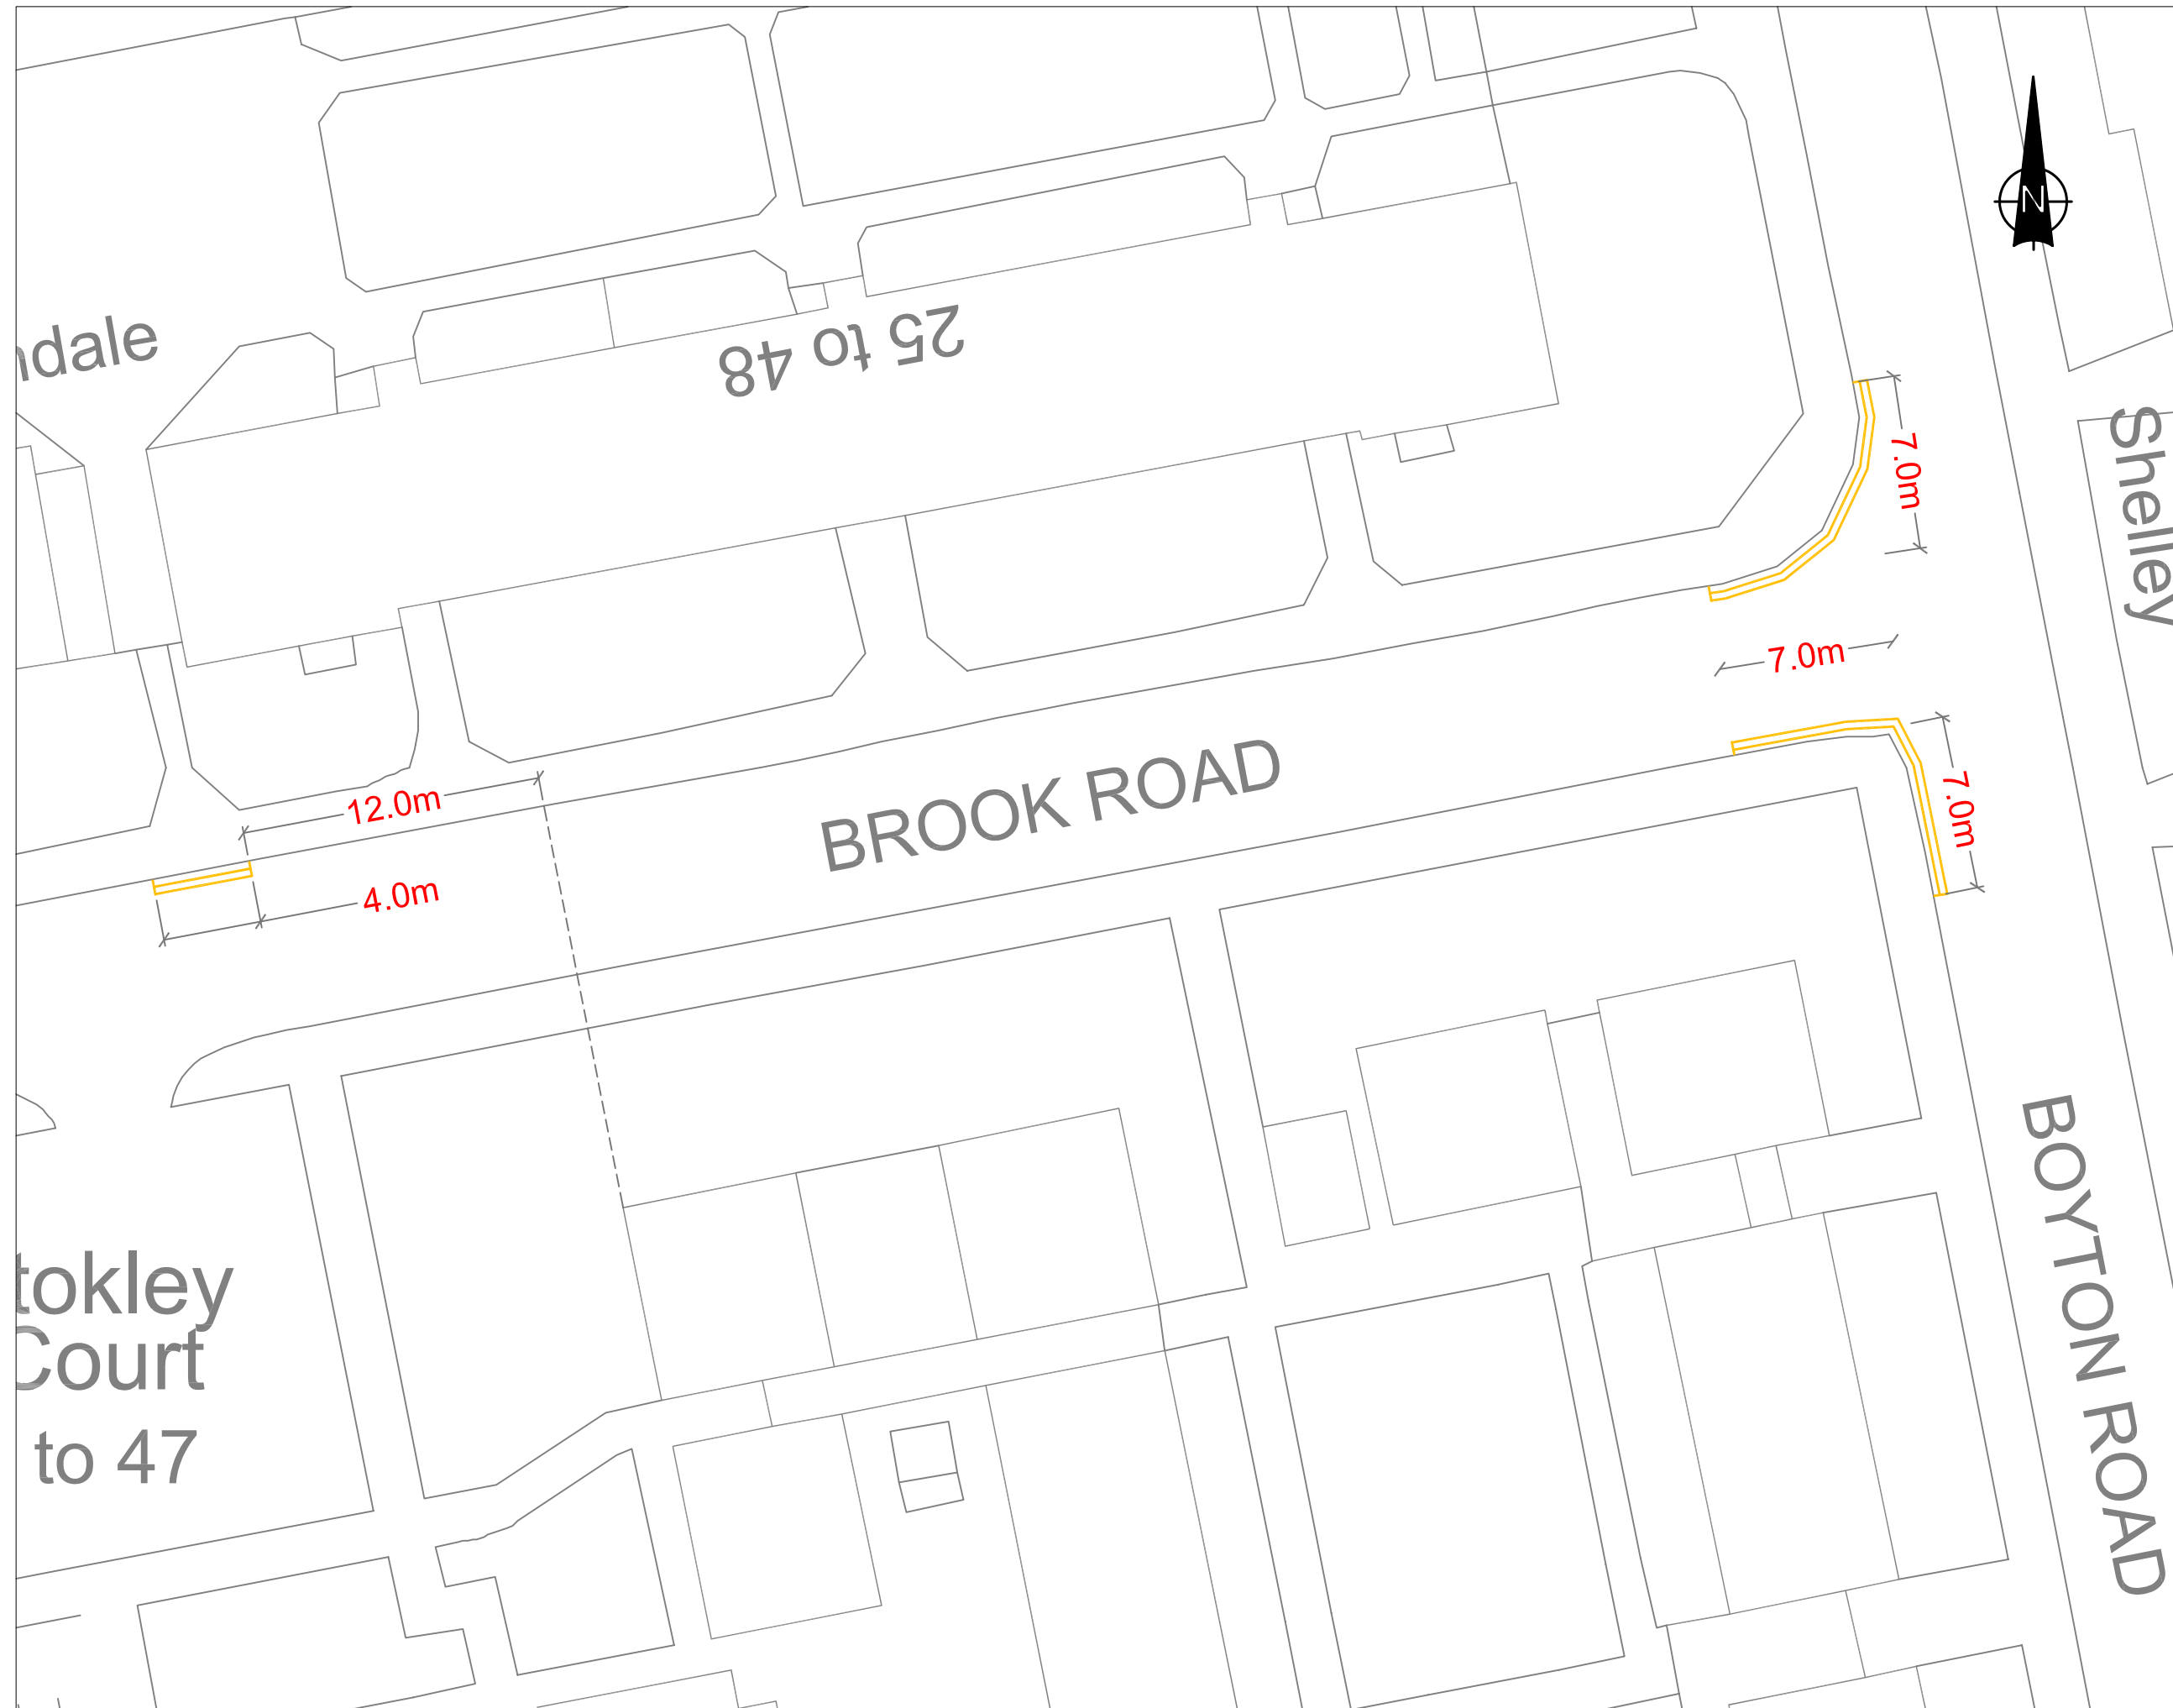 N
ndale
25 to 48
7.0m
Shelley
7.0m
12.0m
BROOK ROAD
7.0m
4.0m
BOYTON ROAD
tokley
Court
to 47